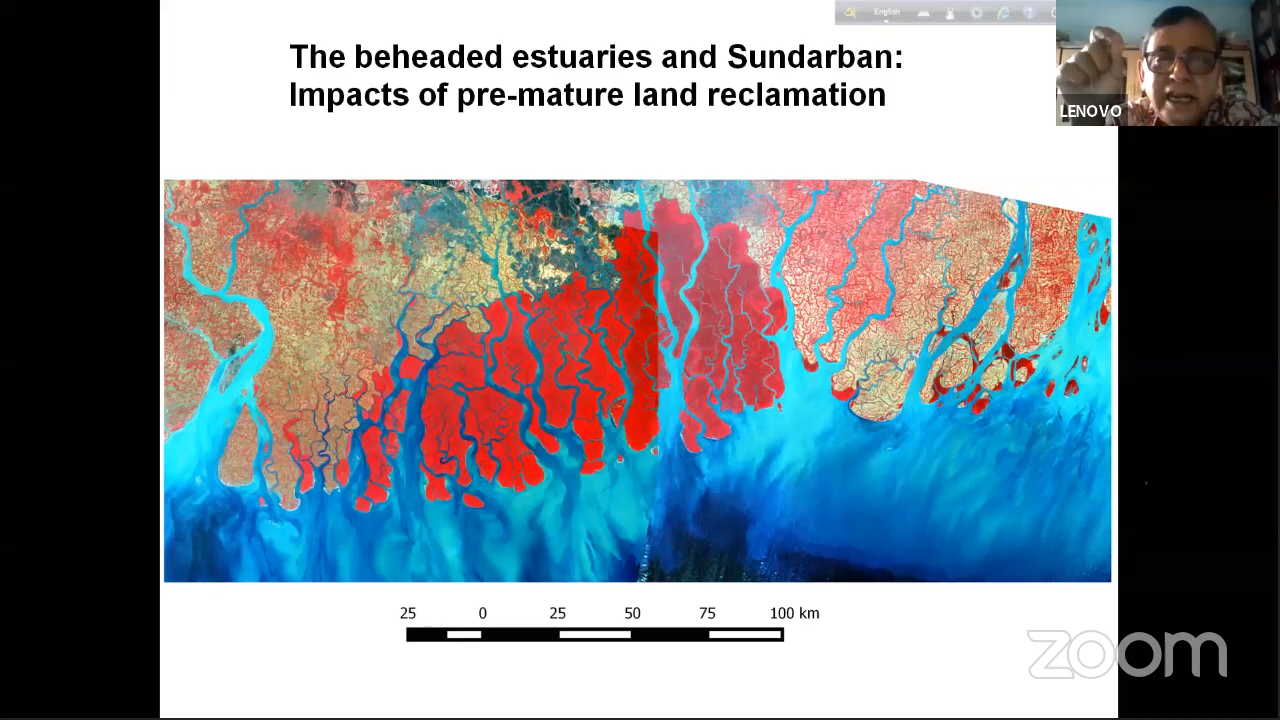 অ English
The beheaded estuaries and Sundarban:
Impacts of pre-mature land reclamation
LENOVO
25 0 25 50 75 100 km
zoom